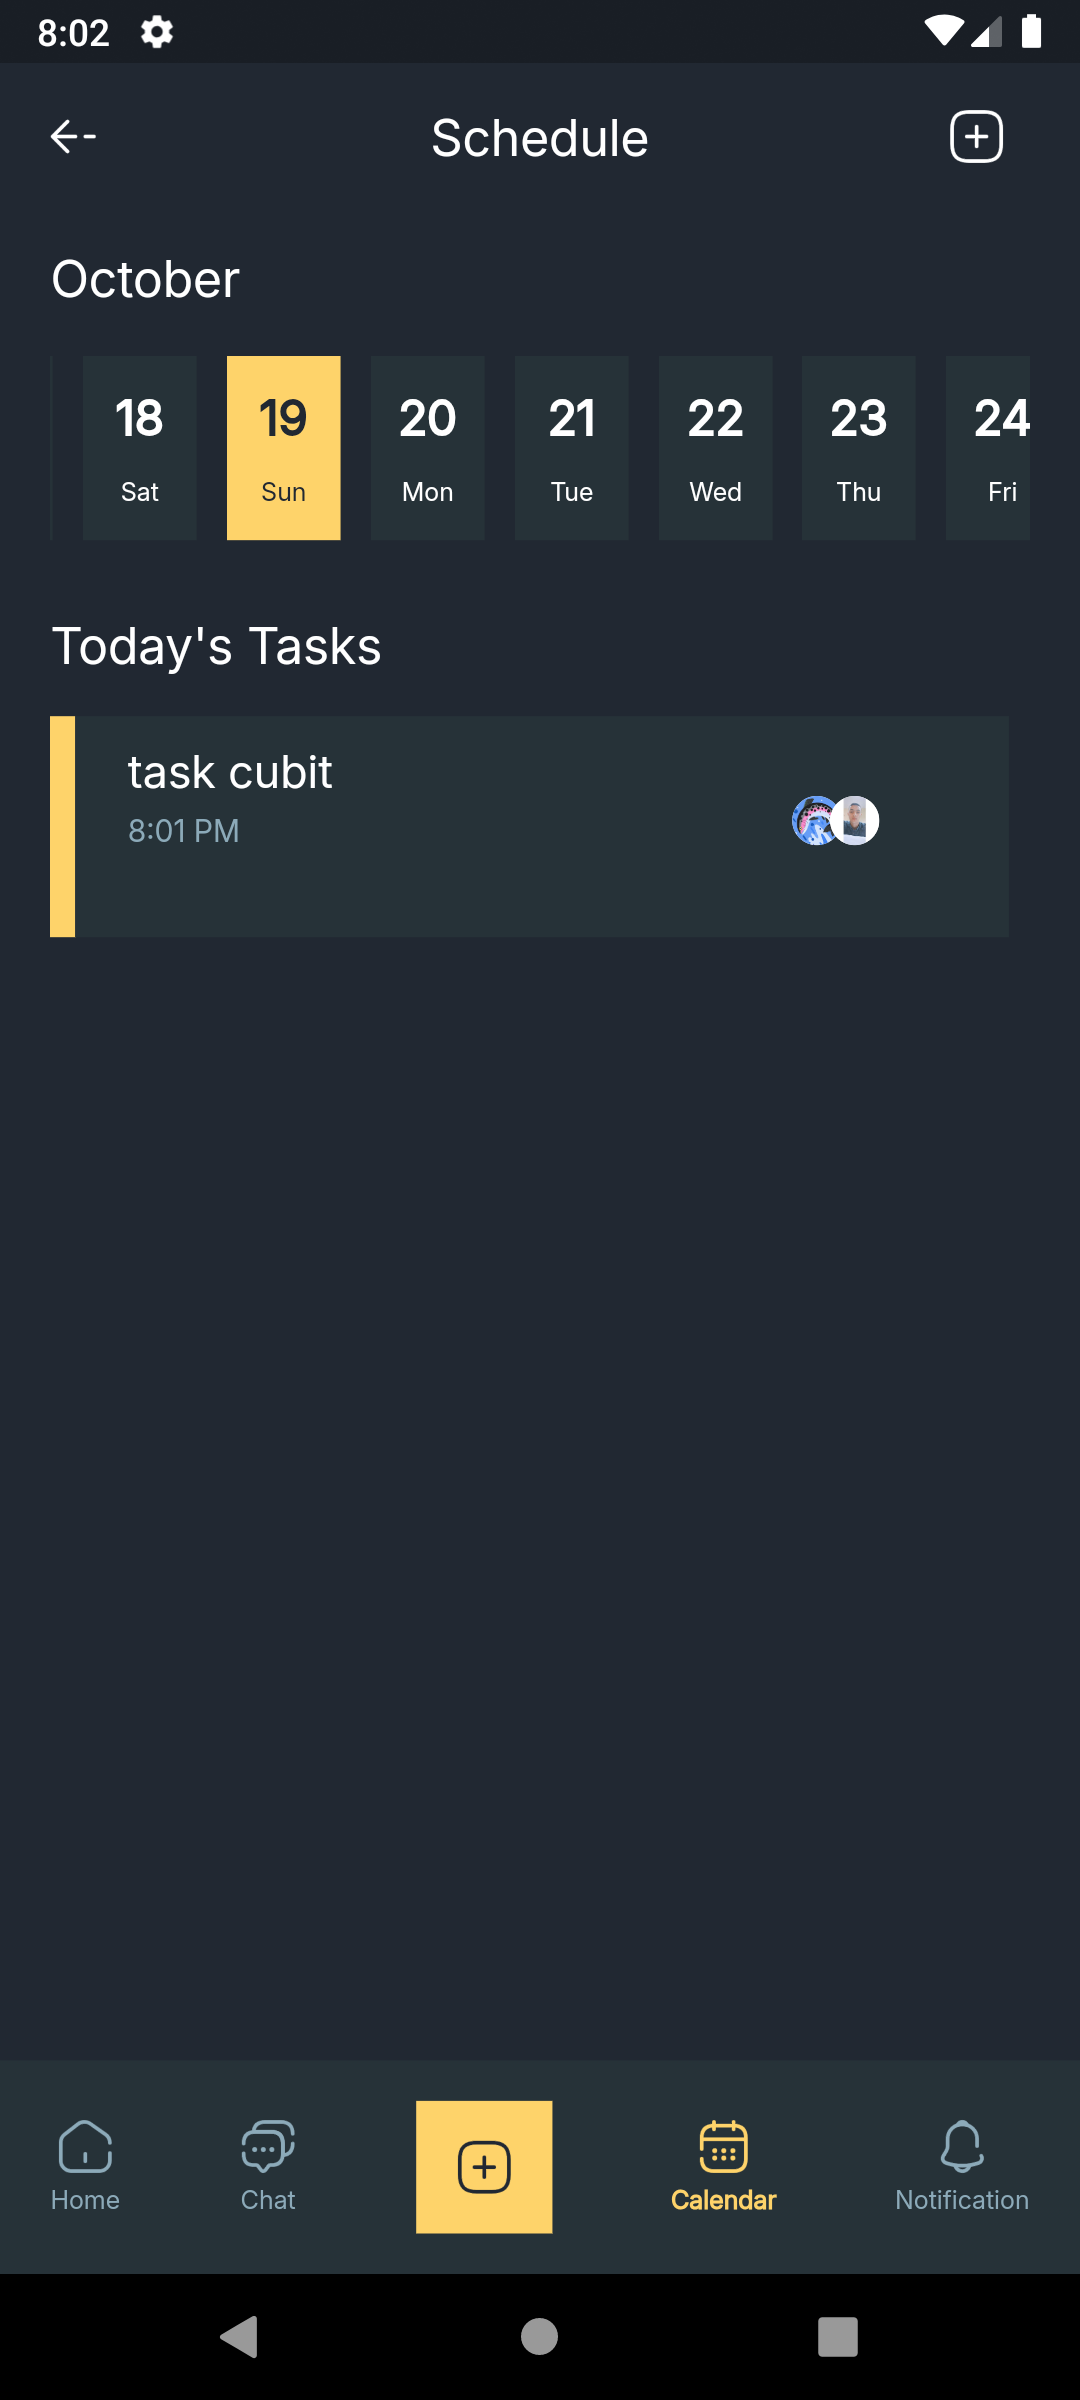 8:02
Schedule
October
18 19 20 21 22 23 24
Sat Sun Mon Tue Wed Thu Fri
Today's Tasks
task cubit
8:01 PM
Home Chat Calendar Notification